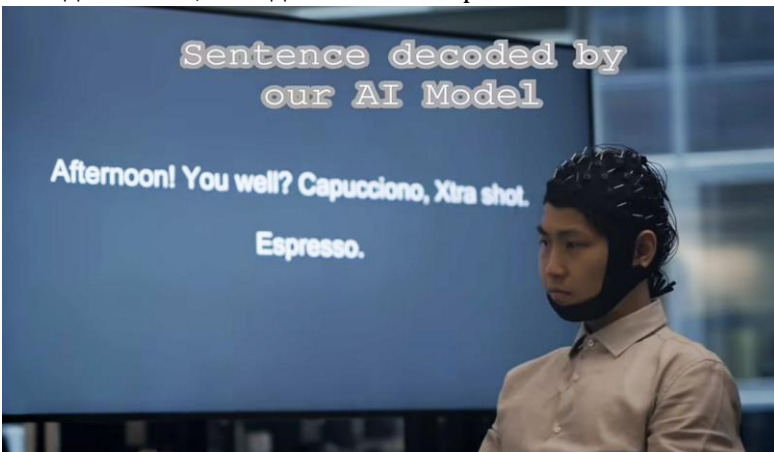 Sentence decoded by
our AI Model
Afternoon! You well? Capucciono, Xtra shot.
Espresso.